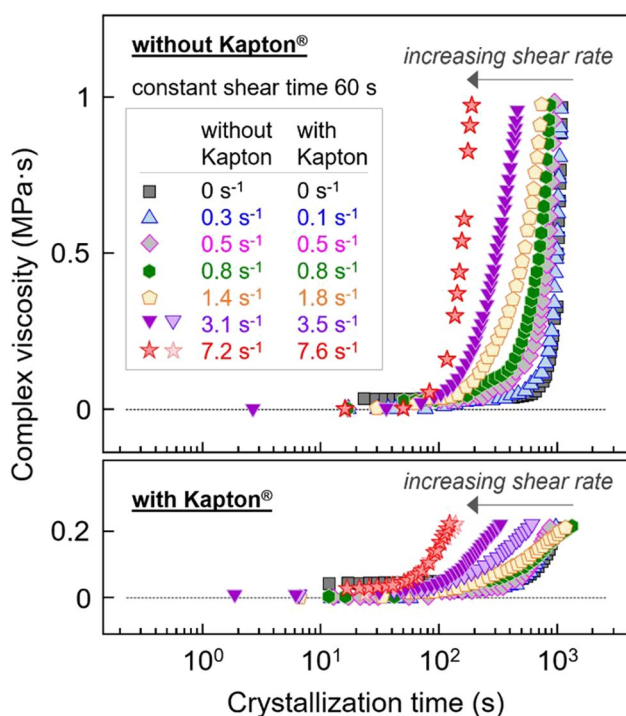 without Kapton®
increasing shear rate
constant shear time 60 s
without Kapton with Kapton
0 s⁻¹ 0 s⁻¹
0.3 s⁻¹ 0.1 s⁻¹
0.5 s⁻¹ 0.5 s⁻¹
0.8 s⁻¹ 0.8 s⁻¹
1.4 s⁻¹ 1.8 s⁻¹
3.1 s⁻¹ 3.5 s⁻¹
7.2 s⁻¹ 7.6 s⁻¹
1
0.5
0
Complex viscosity (MPa·s)
with Kapton®
increasing shear rate
0.2
0
10⁰ 10¹ 10² 10³
Crystallization time (s)